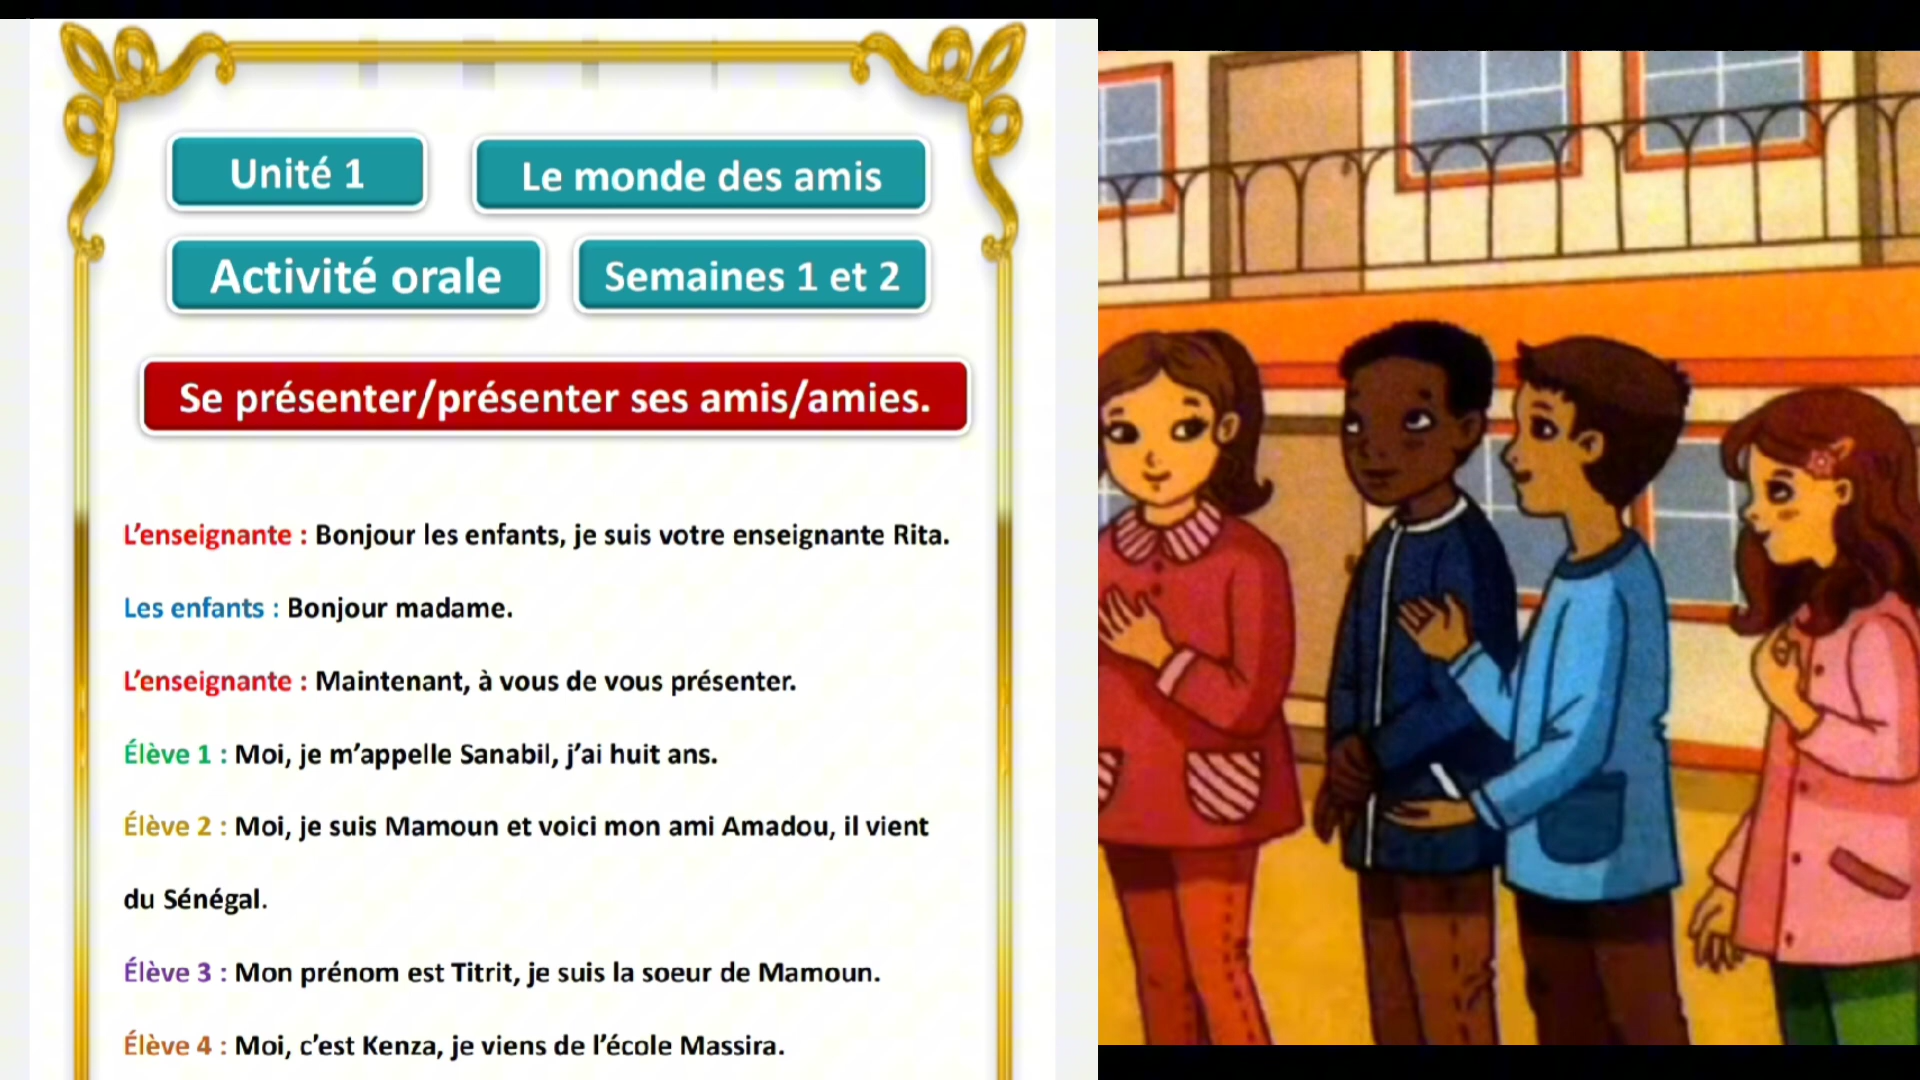 Unité 1
Le monde des amis
Activité orale
Semaines 1 et 2
Se présenter/présenter ses amis/amies.
L'enseignante : Bonjour les enfants, je suis votre enseignante Rita.
Les enfants : Bonjour madame.
L'enseignante : Maintenant, à vous de vous présenter.
Élève 1 : Moi, je m'appelle Sanabil, j'ai huit ans.
Élève 2 : Moi, je suis Mamoun et voici mon ami Amadou, il vient
du Sénégal.
Élève 3 : Mon prénom est Titrit, je suis la soeur de Mamoun.
Élève 4 : Moi, c'est Kenza, je viens de l'école Massira.